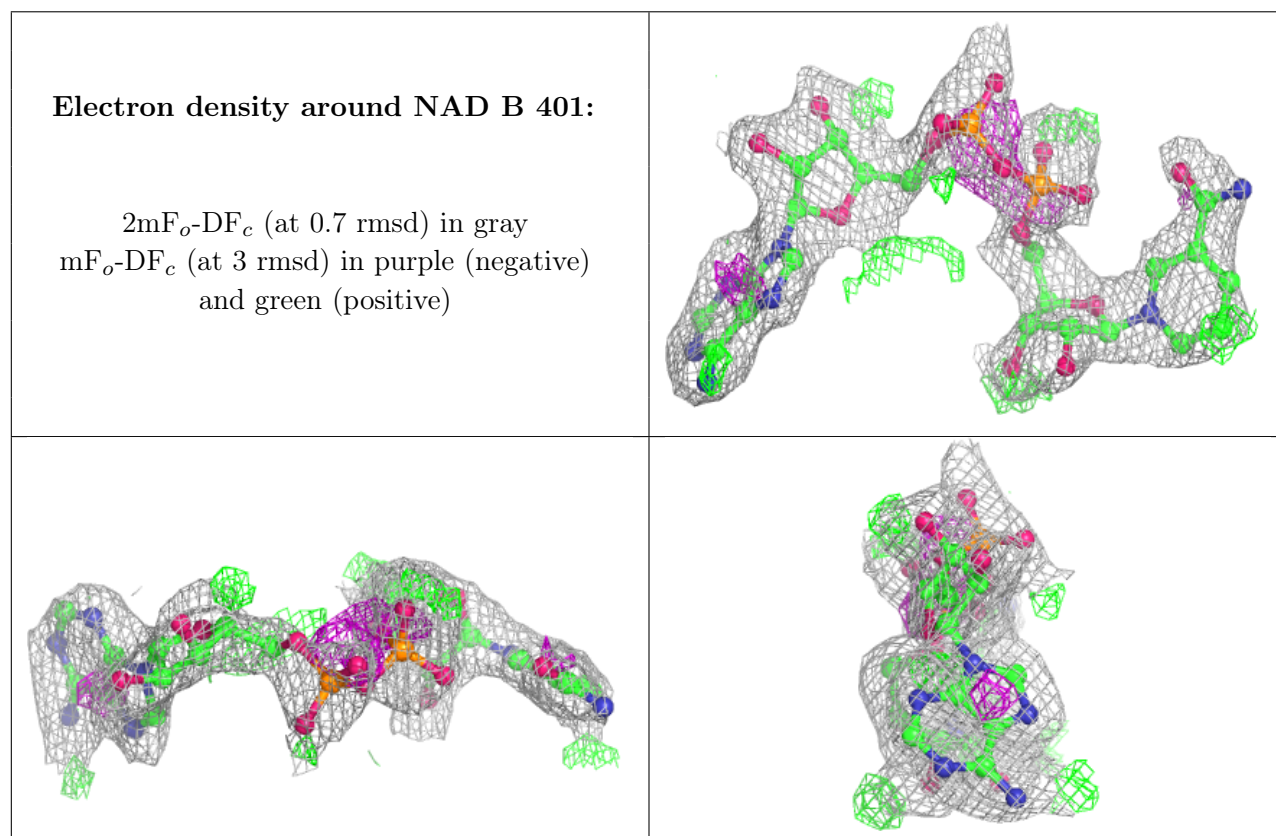 Electron density around NAD B 401:
2mFo-DFc (at 0.7 rmsd) in gray
mFo-DFc (at 3 rmsd) in purple (negative)
and green (positive)